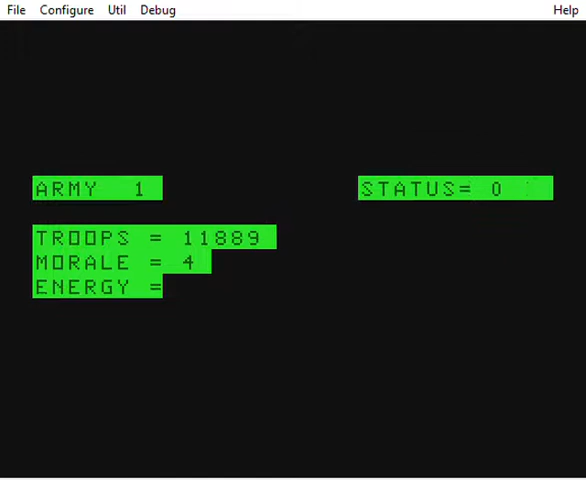 File Configure Util Debug Help
ARMY 1 STATUS= 0
TROOPS = 11889
MORALE = 4
ENERGY =